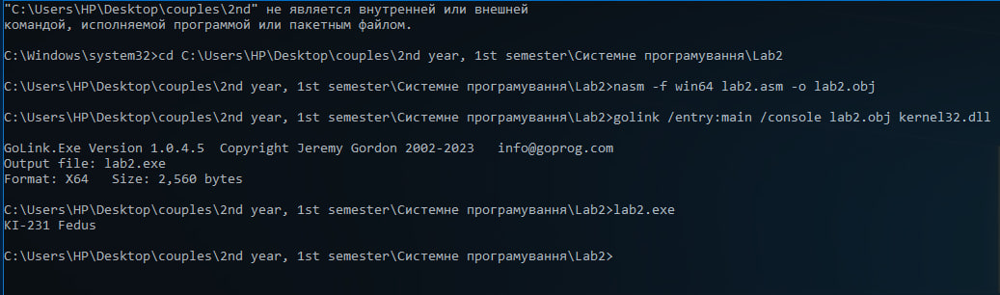 "C:\Users\HP\Desktop\couples\2nd" не является внутренней или внешней
командой, исполняемой программой или пакетным файлом.
C:\Windows\system32>cd C:\Users\HP\Desktop\couples\2nd year, 1st semester\Системне програмування\Lab2
C:\Users\HP\Desktop\couples\2nd year, 1st semester\Системне програмування\Lab2>nasm -f win64 lab2.asm -o lab2.obj
C:\Users\HP\Desktop\couples\2nd year, 1st semester\Системне програмування\Lab2>golink /entry:main /console lab2.obj kernel32.dll
GoLink.Exe Version 1.0.4.5  Copyright Jeremy Gordon 2002-2023   info@goprog.com
Output file: lab2.exe
Format: X64   Size: 2,560 bytes
C:\Users\HP\Desktop\couples\2nd year, 1st semester\Системне програмування\Lab2>lab2.exe
KI-231 Fedus
C:\Users\HP\Desktop\couples\2nd year, 1st semester\Системне програмування\Lab2>